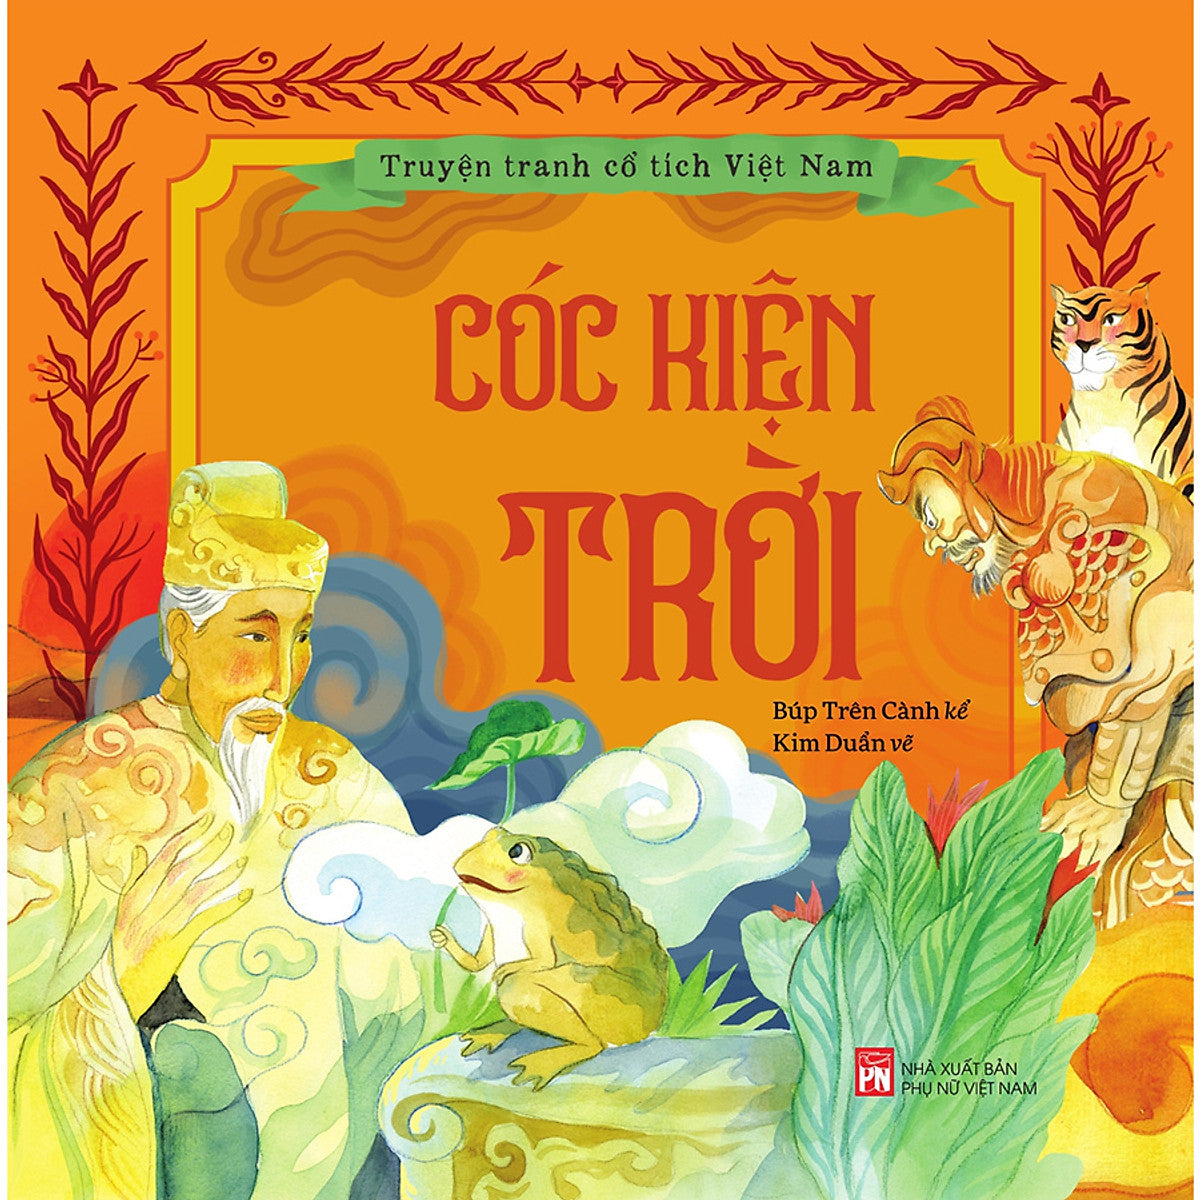 Truyện tranh cổ tích Việt Nam
CÓC KIỆN
TRỜI
Búp Trên Cành kể
Kim Duẩn vẽ
PN
NHÀ XUẤT BẢN
PHỤ NỮ VIỆT NAM